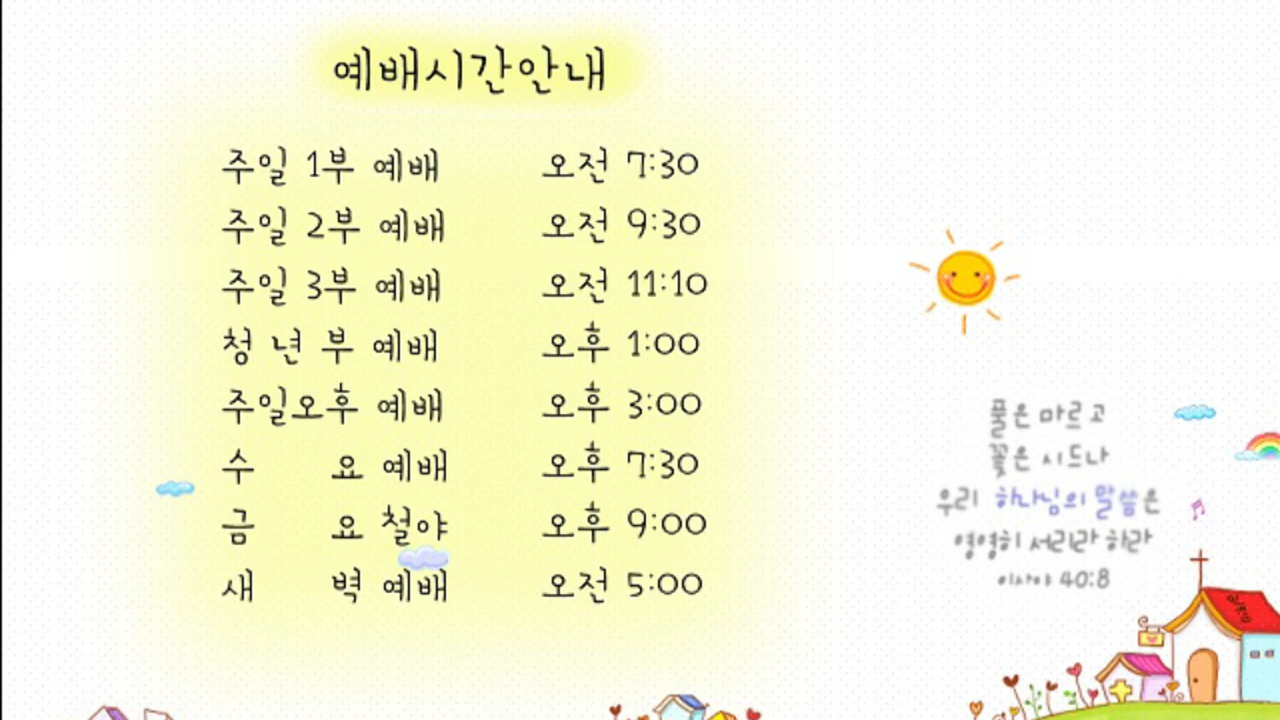 예배시간안내
주일 1부 예배 오전 7:30
주일 2부 예배 오전 9:30
주일 3부 예배 오전 11:10
청 년 부 예배 오후 1:00
주일오후 예배 오후 3:00
수 요 예배 오후 7:30
금 요 철야 오후 9:00
새 벽 예배 오전 5:00
풀은 마르고
꽃은 시드나
우리 하나님의 말씀은
영영히 서리라 하라
이사야 40:8